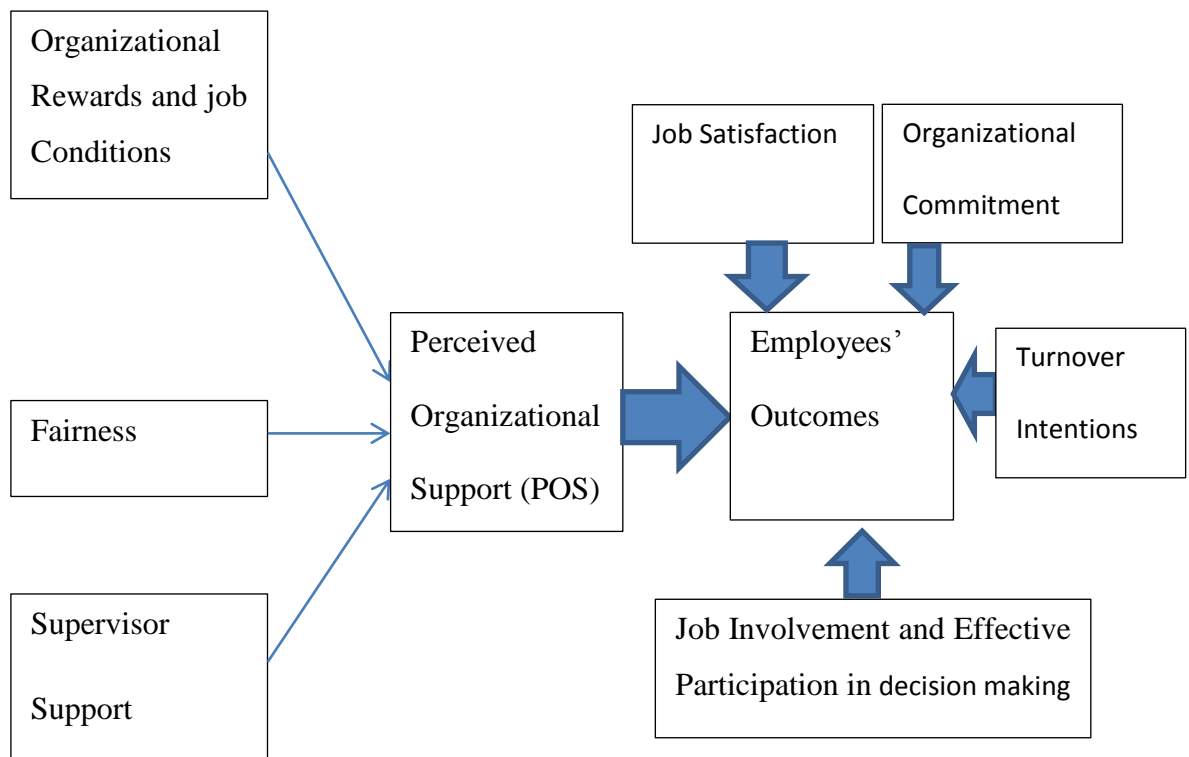 Organizational
Rewards and job
Conditions
Job Satisfaction
Organizational
Commitment
Fairness
Perceived
Organizational
Support (POS)
Employees’
Outcomes
Turnover
Intentions
Supervisor
Support
Job Involvement and Effective
Participation in decision making